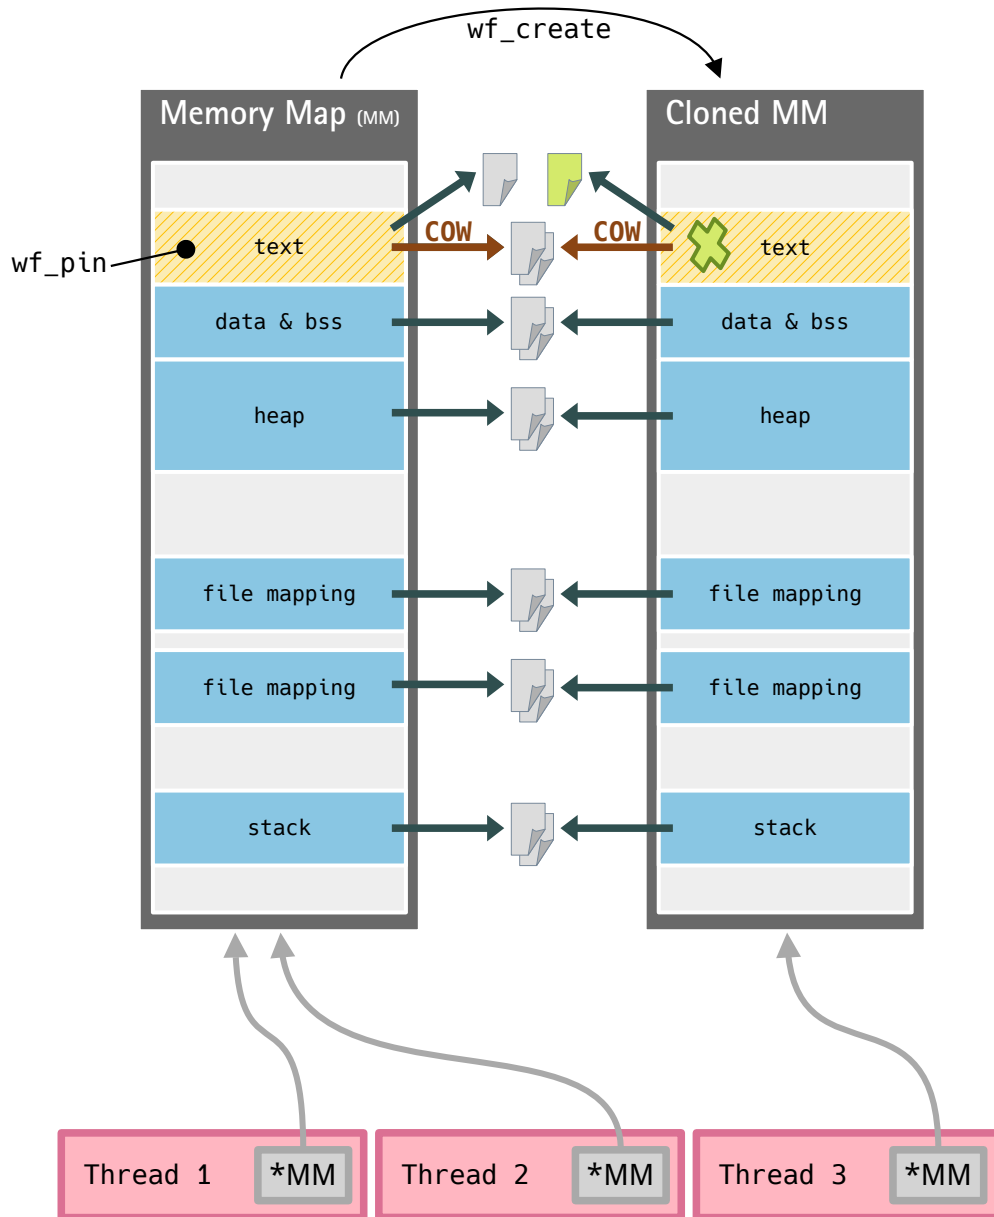 wf_create
Memory Map (MM)
Cloned MM
COW
COW
text
text
wf_pin
data & bss
data & bss
heap
heap
file mapping
file mapping
file mapping
file mapping
stack
stack
Thread 1
*MM
Thread 2
*MM
Thread 3
*MM